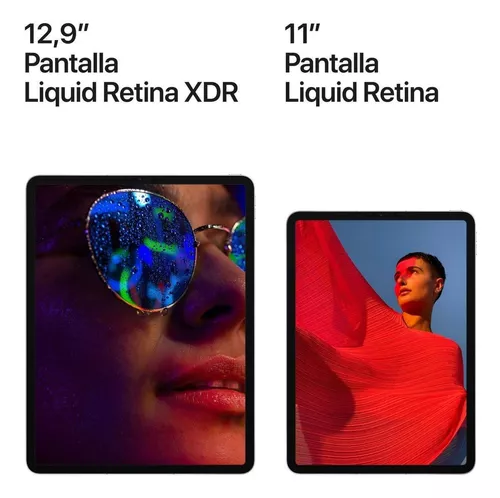 12,9”
Pantalla
Liquid Retina XDR
11”
Pantalla
Liquid Retina